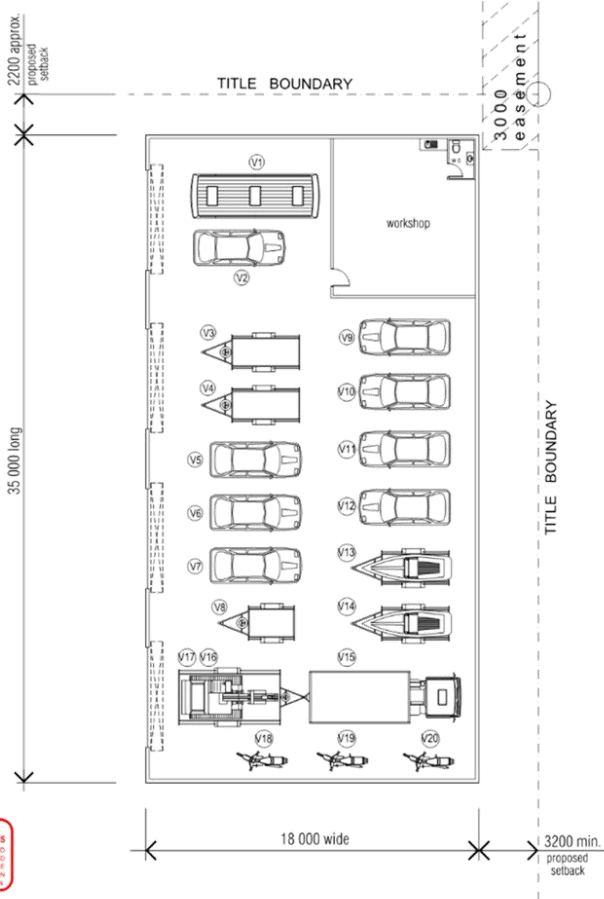 2200 approx.
proposed
setback
TITLE BOUNDARY
3000
easement
V1
V2
workshop
V3
V4
V5
V6
V7
V8
V9
V10
V11
V12
V13
V14
V17 V16
V15
V18
V19
V20
35 000 long
TITLE BOUNDARY
18 000 wide
3200 min.
proposed
setback